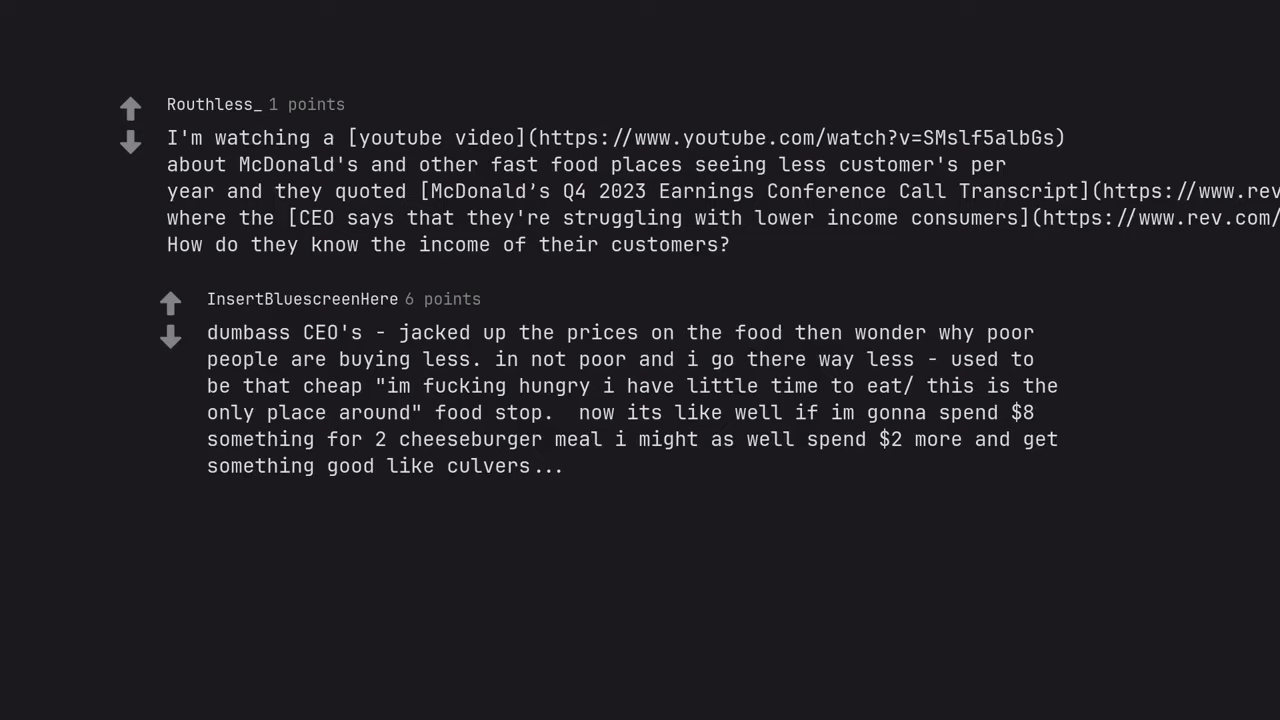 Routhless_ 1 points
I'm watching a [youtube video](https://www.youtube.com/watch?v=SMslf5albGs)
about McDonald's and other fast food places seeing less customer's per
year and they quoted [McDonald’s Q4 2023 Earnings Conference Call Transcript](https://www.rev
where the [CEO says that they're struggling with lower income consumers](https://www.rev.com/
How do they know the income of their customers?
InsertBluescreenHere 6 points
dumbass CEO's - jacked up the prices on the food then wonder why poor
people are buying less. in not poor and i go there way less - used to
be that cheap "im fucking hungry i have little time to eat/ this is the
only place around" food stop.  now its like well if im gonna spend $8
something for 2 cheeseburger meal i might as well spend $2 more and get
something good like culvers...